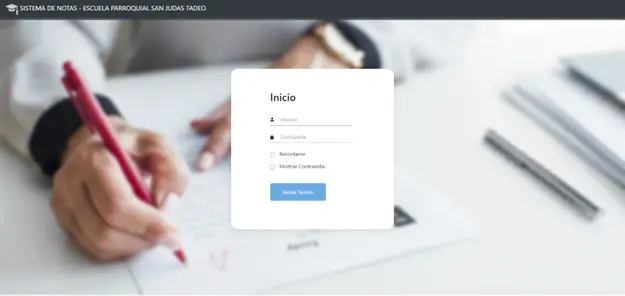 SISTEMA DE NOTAS - ESCUELA PARROQUIAL SAN JUDAS TADEO
Inicio
Usuario
Contraseña
Recordarme
Mostrar Contraseña
Iniciar Sesion